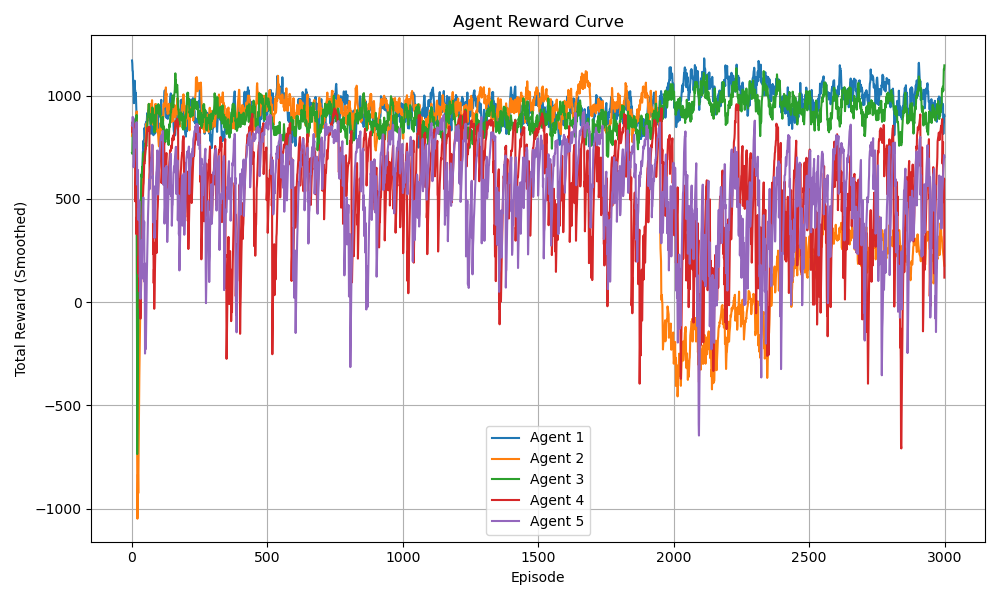 Agent Reward Curve
Total Reward (Smoothed)
1000
500
0
−500
−1000
Agent 1
Agent 2
Agent 3
Agent 4
Agent 5
0 500 1000 1500 2000 2500 3000
Episode